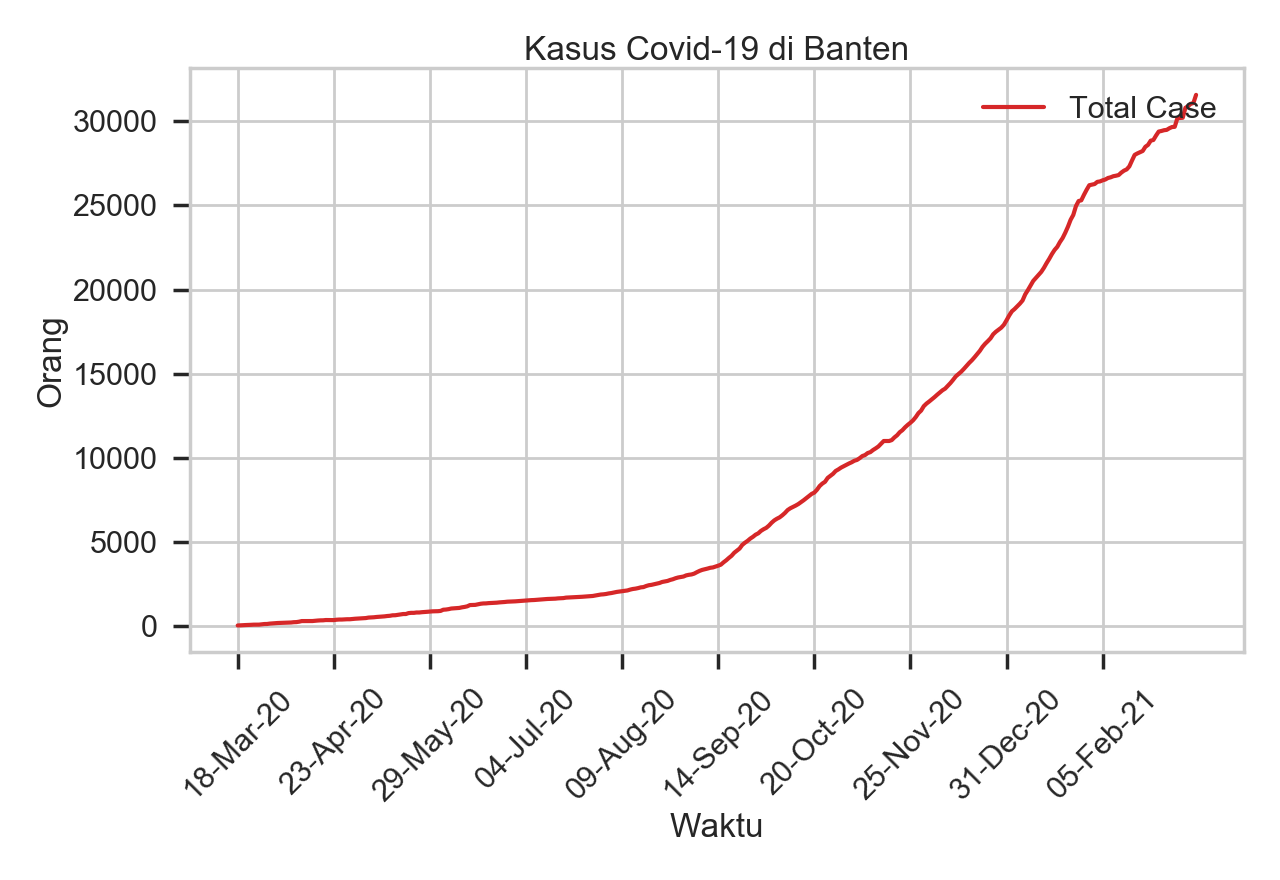 Kasus Covid-19 di Banten
Total Case
30000
25000
20000
15000
10000
5000
0
Orang
18-Mar-20
23-Apr-20
29-May-20
04-Jul-20
09-Aug-20
14-Sep-20
20-Oct-20
25-Nov-20
31-Dec-20
05-Feb-21
Waktu